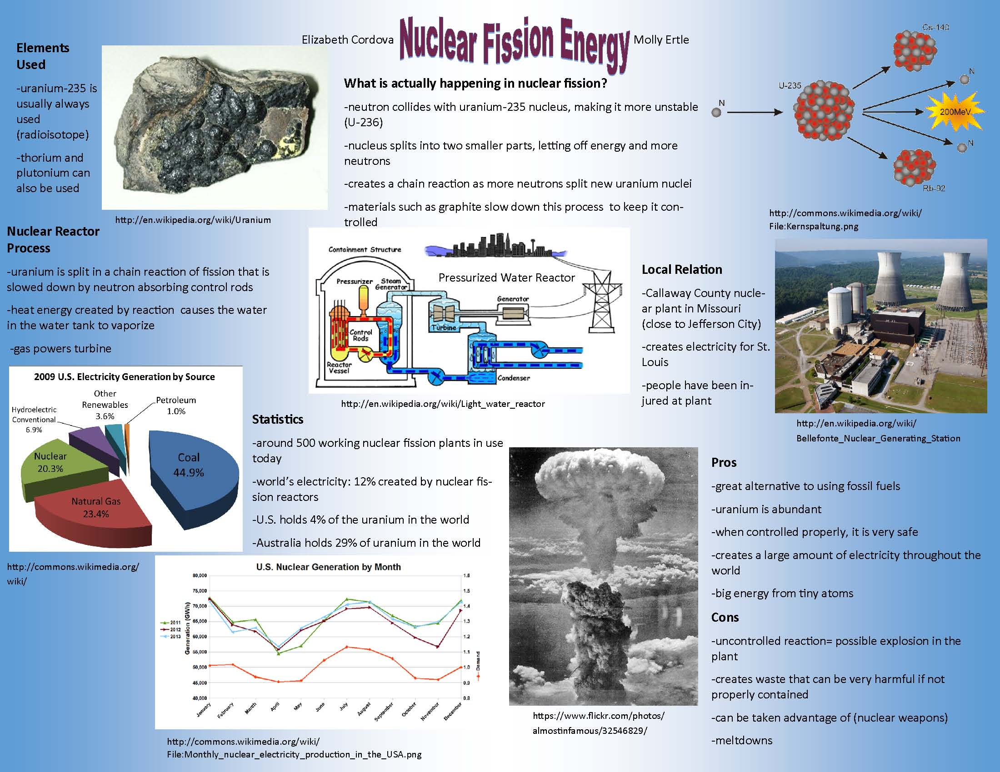 Elizabeth Cordova
Nuclear Fission Energy
Molly Ertle
Elements
Used
-uranium-235 is
usually always
used
(radioisotope)
-thorium and
plutonium can
also be used
http://en.wikipedia.org/wiki/Uranium
What is actually happening in nuclear fission?
-neutron collides with uranium-235 nucleus, making it more unstable
(U-236)
-nucleus splits into two smaller parts, letting off energy and more
neutrons
-creates a chain reaction as more neutrons split new uranium nuclei
-materials such as graphite slow down this process to keep it con-
trolled
N
U-235
Cs-140
N
200MeV
N
Rb-92
http://commons.wikimedia.org/wiki/
File:Kernspaltung.png
Nuclear Reactor
Process
-uranium is split in a chain reaction of fission that is
slowed down by neutron absorbing control rods
-heat energy created by reaction causes the water
in the water tank to vaporize
-gas powers turbine
Containment Structure
Pressurized Water Reactor
Pressurizer
Steam
Generator
Generator
Turbine
Control
Rods
Reactor
Vessel
Condenser
http://en.wikipedia.org/wiki/Light_water_reactor
Local Relation
-Callaway County nucle-
ar plant in Missouri
(close to Jefferson City)
-creates electricity for St.
Louis
-people have been in-
jured at plant
http://en.wikipedia.org/wiki/
Bellefonte_Nuclear_Generating_Station
2009 U.S. Electricity Generation by Source
Other
Renewables
3.6%
Petroleum
1.0%
Hydroelectric
Conventional
6.9%
Nuclear
20.3%
Coal
44.9%
Natural Gas
23.4%
http://commons.wikimedia.org/
wiki/
Statistics
-around 500 working nuclear fission plants in use
today
-world's electricity: 12% created by nuclear fis-
sion reactors
-U.S. holds 4% of the uranium in the world
-Australia holds 29% of uranium in the world
U.S. Nuclear Generation by Month
80,000
75,000
70,000
65,000
60,000
55,000
50,000
45,000
40,000
Generation (GWh)
2011
2012
2013
1.6
1.5
1.4
1.3
1.2
1.1
1.0
0.9
0.8
Demand
January
February
March
April
May
June
July
August
September
October
November
December
http://commons.wikimedia.org/wiki/
File:Monthly_nuclear_electricity_production_in_the_USA.png
https://www.flickr.com/photos/
almostinfamous/32546829/
Pros
-great alternative to using fossil fuels
-uranium is abundant
-when controlled properly, it is very safe
-creates a large amount of electricity throughout the
world
-big energy from tiny atoms
Cons
-uncontrolled reaction= possible explosion in the
plant
-creates waste that can be very harmful if not
properly contained
-can be taken advantage of (nuclear weapons)
-meltdowns